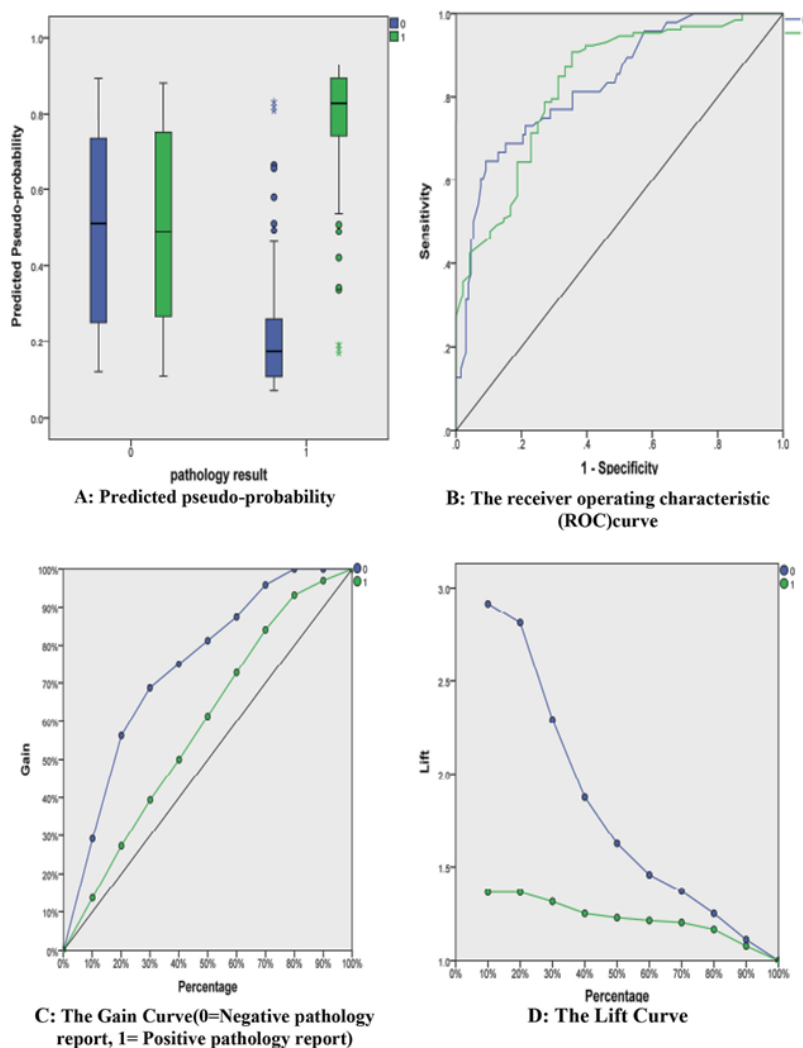 0
1
1.0
0.8
0.6
0.4
0.2
0.0
Predicted Pseudo-probability
0 1
pathology result
A: Predicted pseudo-probability
1.0
.8
.6
.4
.2
.0
Sensitivity
.0 .2 .4 .6 .8 1.0
1 - Specificity
B: The receiver operating characteristic
(ROC)curve
0
1
100%
90%
80%
70%
60%
50%
40%
30%
20%
10%
0%
Gain
0% 10% 20% 30% 40% 50% 60% 70% 80% 90% 100%
Percentage
C: The Gain Curve(0=Negative pathology
report, 1= Positive pathology report)
0
1
3.0
2.5
2.0
1.5
1.0
Lift
0% 10% 20% 30% 40% 50% 60% 70% 80% 90% 100%
Percentage
D: The Lift Curve